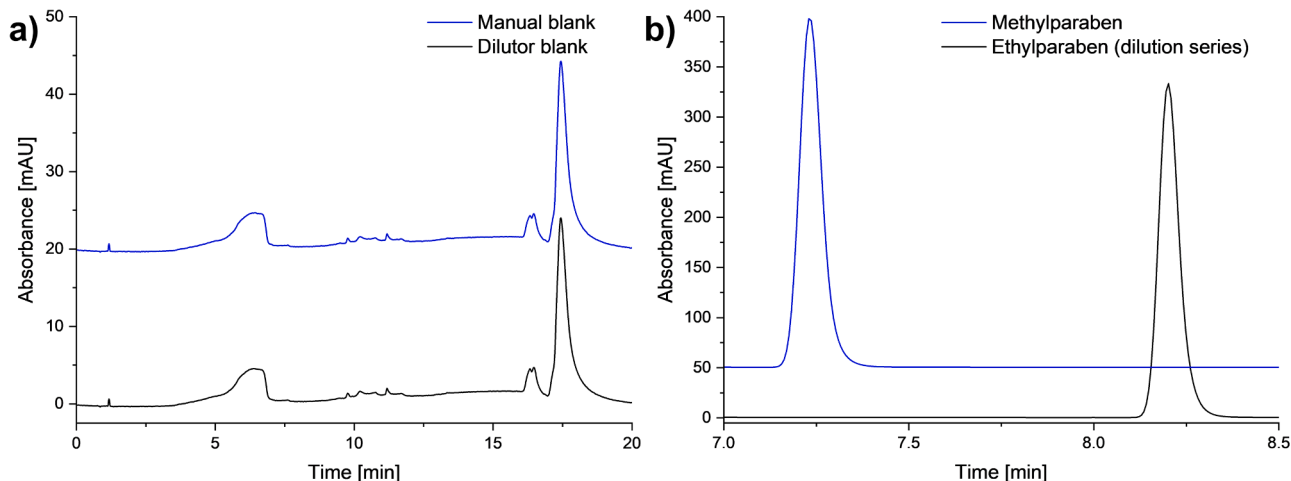 a)
Manual blank
Dilutor blank
Absorbance [mAU]
50
40
30
20
10
0
0
5
10
15
20
Time [min]
b)
Methylparaben
Ethylparaben (dilution series)
Absorbance [mAU]
400
350
300
250
200
150
100
50
0
7.0
7.5
8.0
8.5
Time [min]